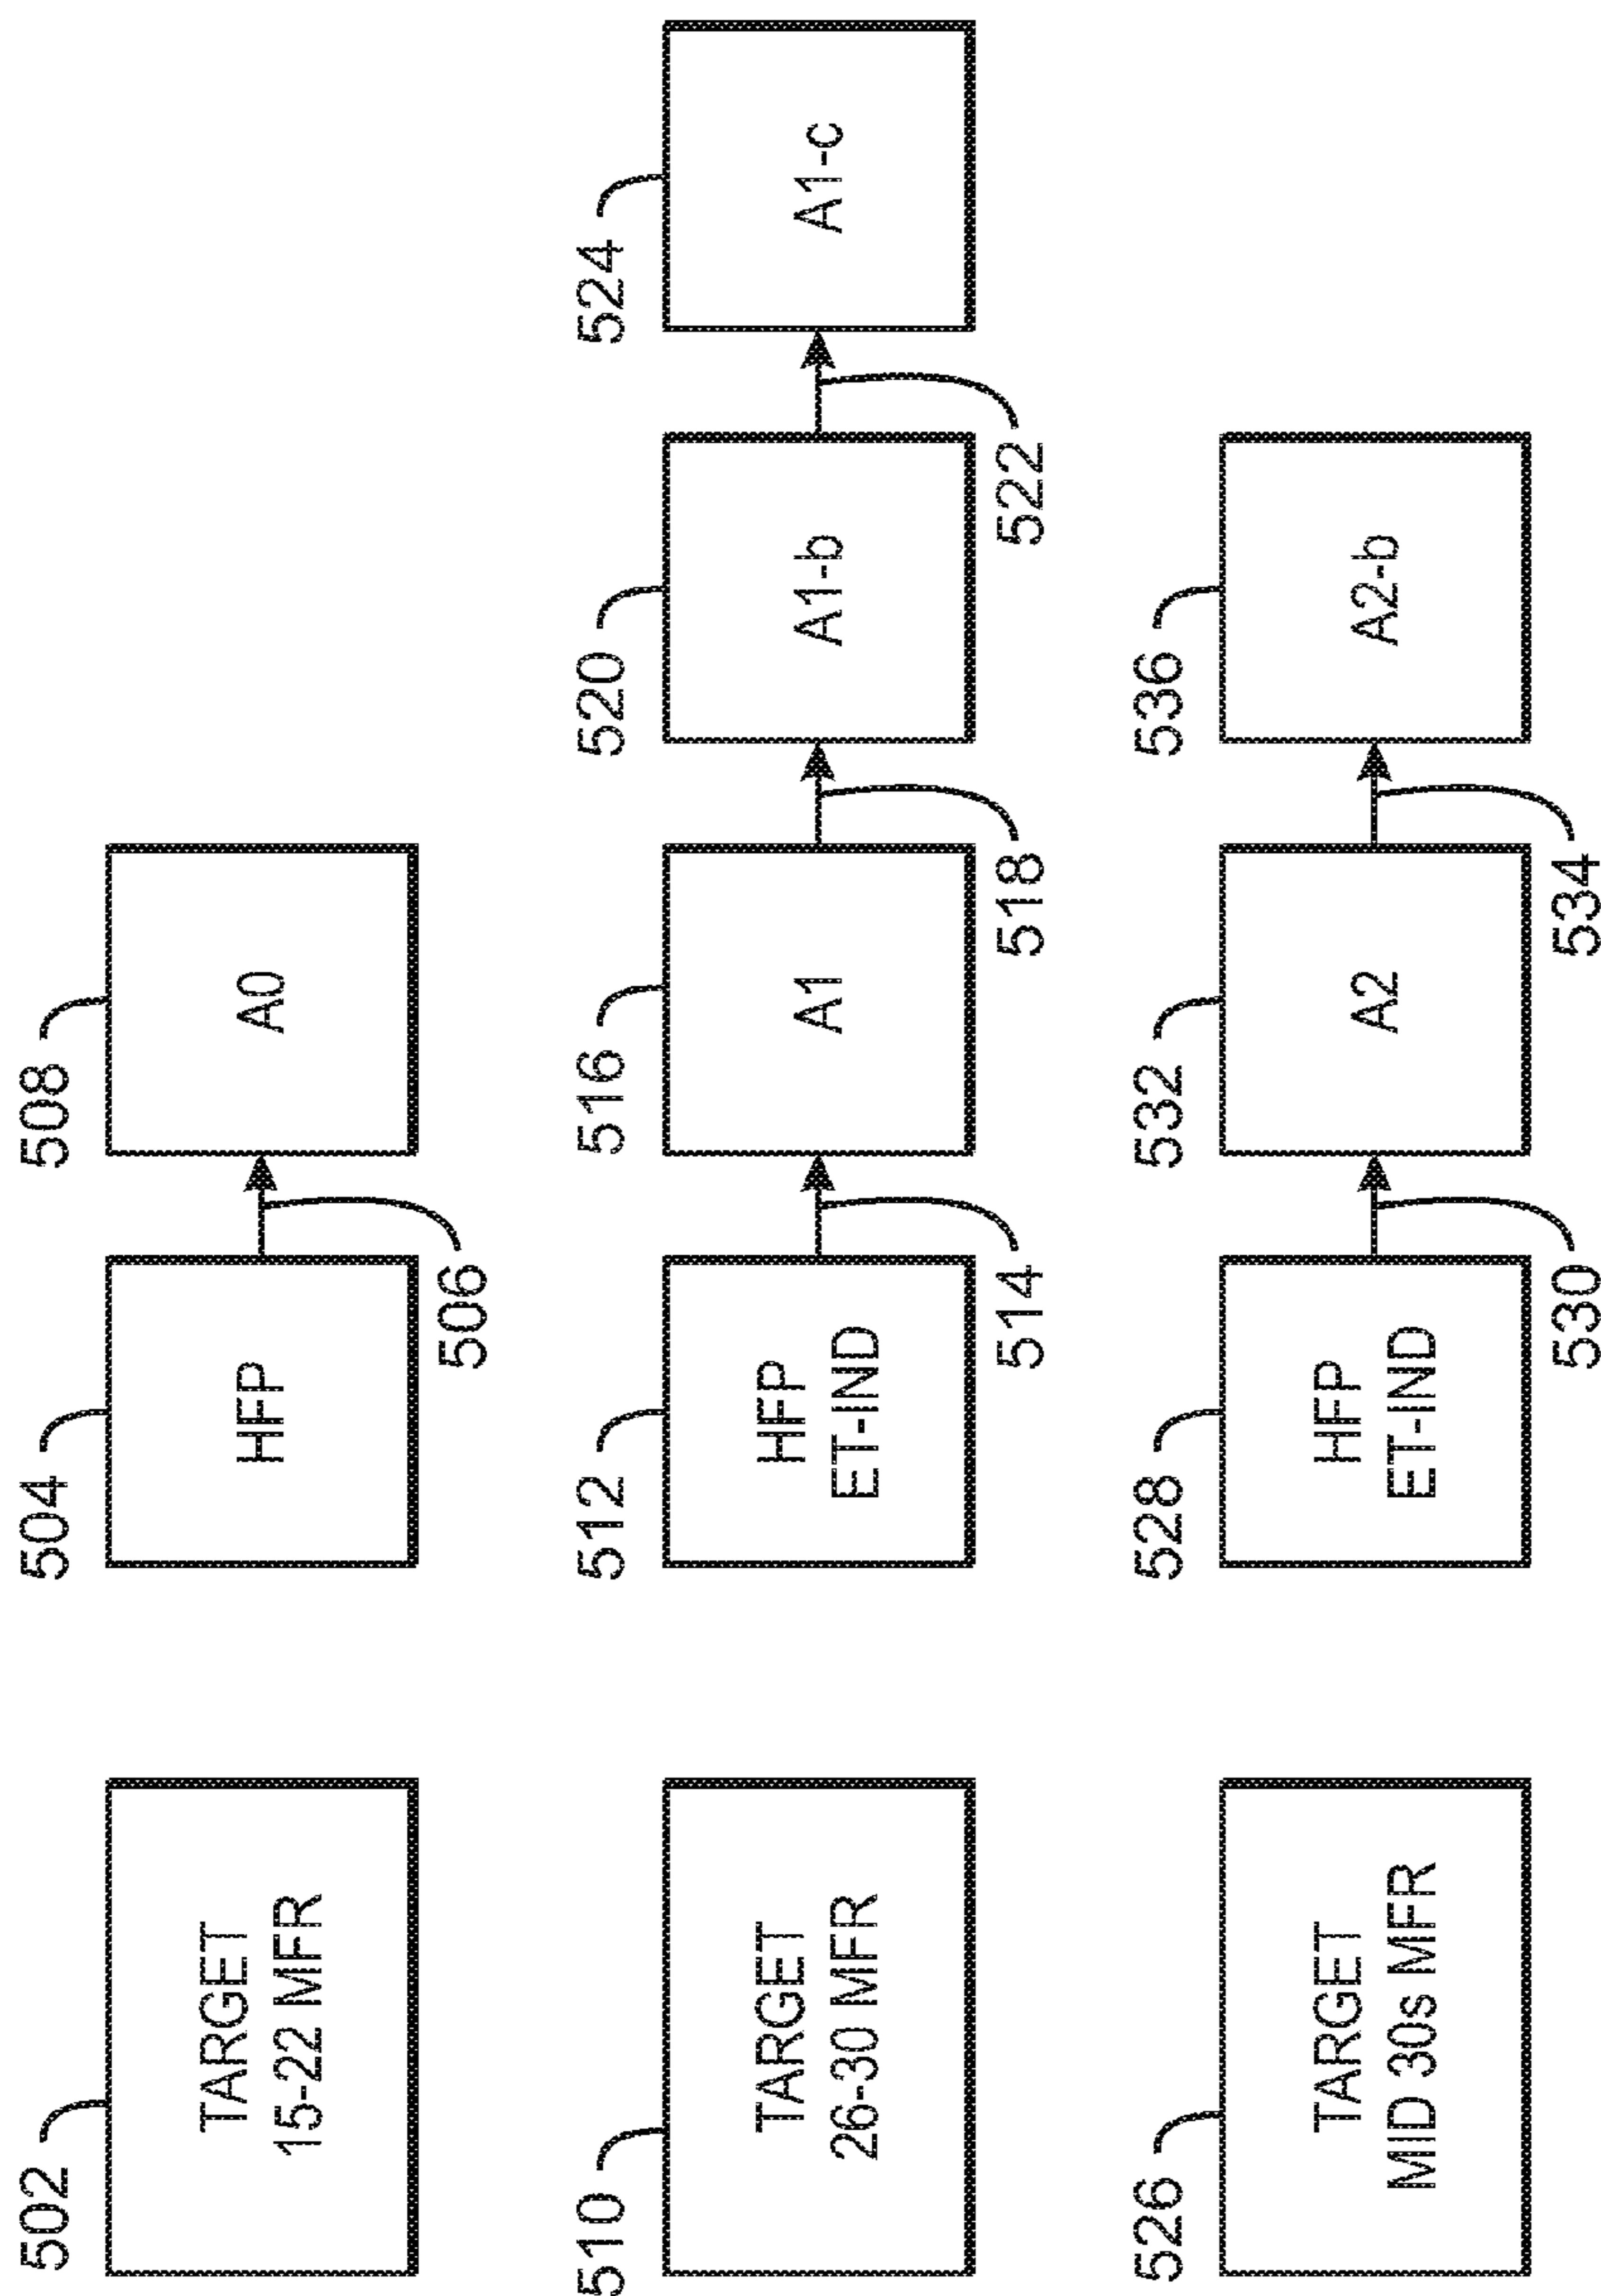 502
TARGET
15-22 MFR
504
HFP
506
508
A0
510
TARGET
26-30 MFR
512
HFP
ET-IND
514
516
A1
518
520
A1-b
522
524
A1-c
526
TARGET
MID 30s MFR
528
HFP
ET-IND
530
532
A2
534
536
A2-b